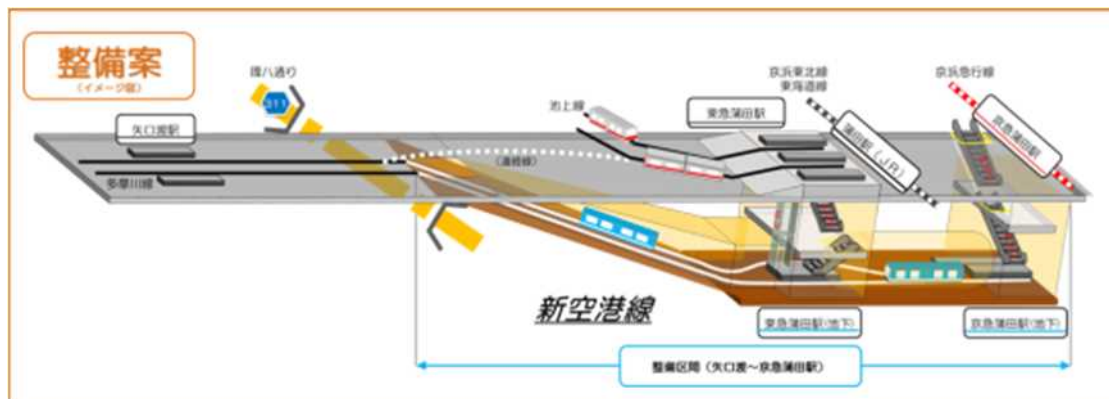 整備案
(イメージ図)
環八通り
311
矢口渡駅
多摩川線
(連絡線)
池上線
東急蒲田駅
京浜東北線
東海道線
蒲田駅(JR)
京浜急行線
京急蒲田駅
新空港線
東急蒲田駅(地下)
京急蒲田駅(地下)
整備区間(矢口渡~京急蒲田駅)